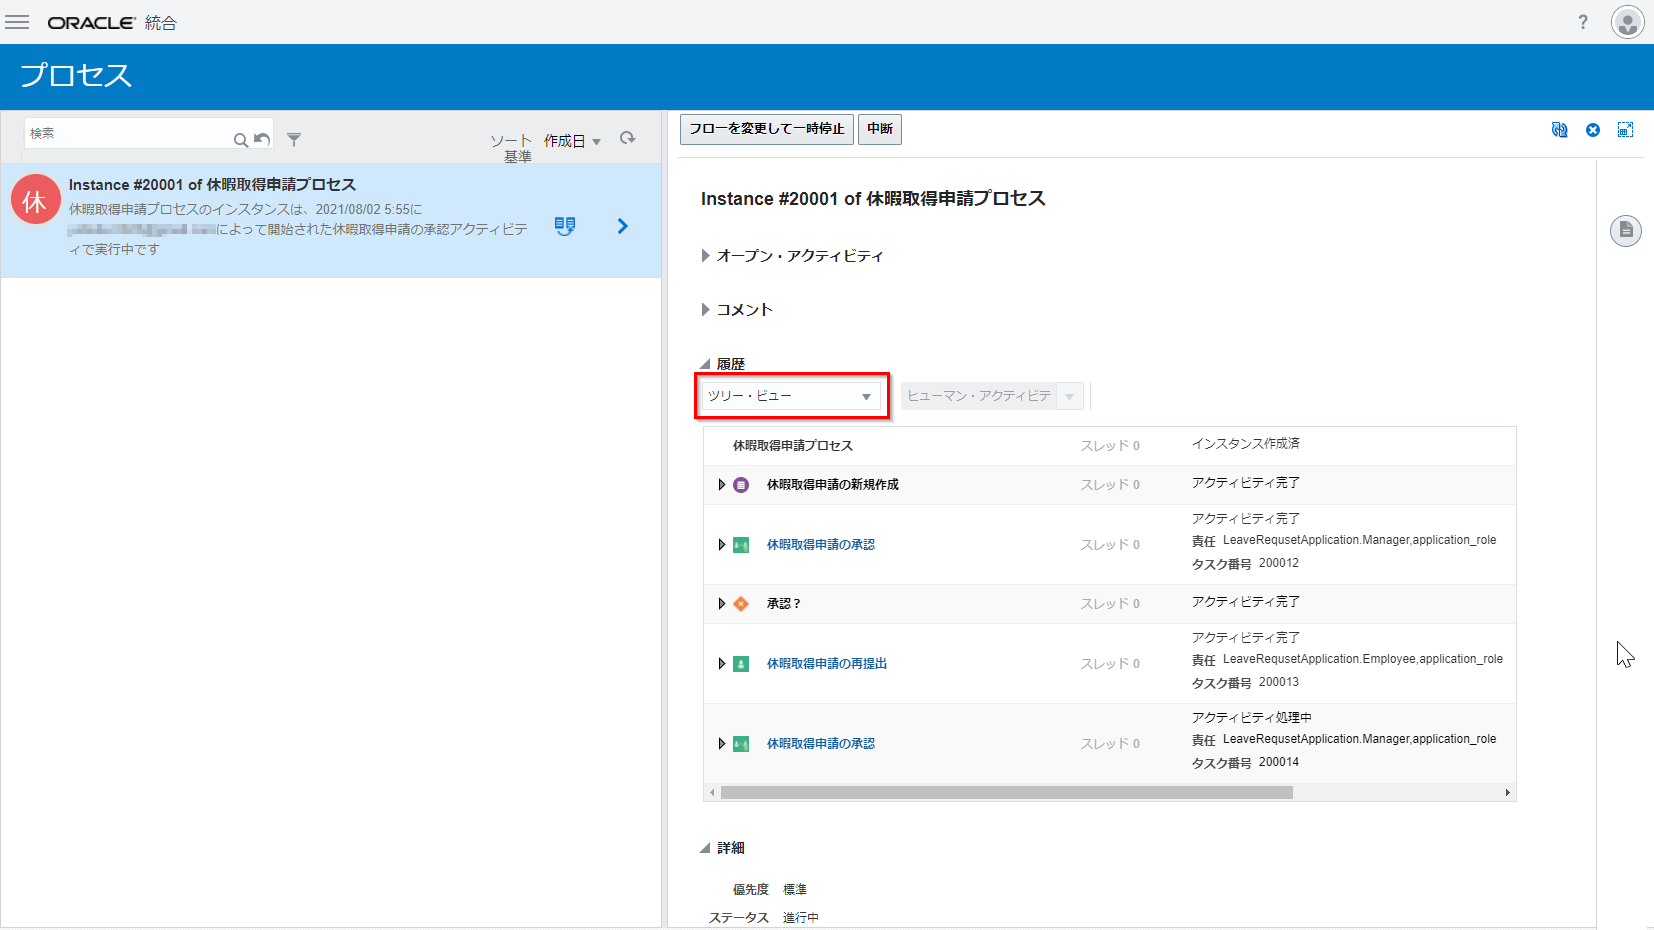 ORACLE 統合
?
プロセス
検索
ソート基準 作成日
休
Instance #20001 of 休暇取得申請プロセス
休暇取得申請プロセスのインスタンスは、2021/08/02 5:55に
によって開始された休暇取得申請の承認アクティビテ
ィで実行中です
フローを変更して一時停止 中断
Instance #20001 of 休暇取得申請プロセス
オープン・アクティビティ
コメント
履歴
ツリー・ビュー ヒューマン・アクティビテ
休暇取得申請プロセス スレッド 0 インスタンス作成済
休暇取得申請の新規作成 スレッド 0 アクティビティ完了
アクティビティ完了
休暇取得申請の承認 スレッド 0 責任 LeaveRequsetApplication.Manager,application_role
タスク番号 200012
承認？ スレッド 0 アクティビティ完了
アクティビティ完了
休暇取得申請の再提出 スレッド 0 責任 LeaveRequsetApplication.Employee,application_role
タスク番号 200013
アクティビティ処理中
休暇取得申請の承認 スレッド 0 責任 LeaveRequsetApplication.Manager,application_role
タスク番号 200014
詳細
優先度 標準
ステータス 進行中